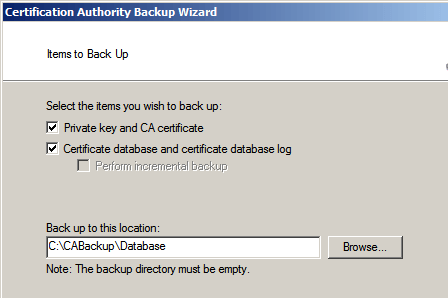 Certification Authority Backup Wizard
Items to Back Up
Select the items you wish to back up:
Private key and CA certificate
Certificate database and certificate database log
Perform incremental backup
Back up to this location:
C:\CABackup\Database
Browse...
Note: The backup directory must be empty.